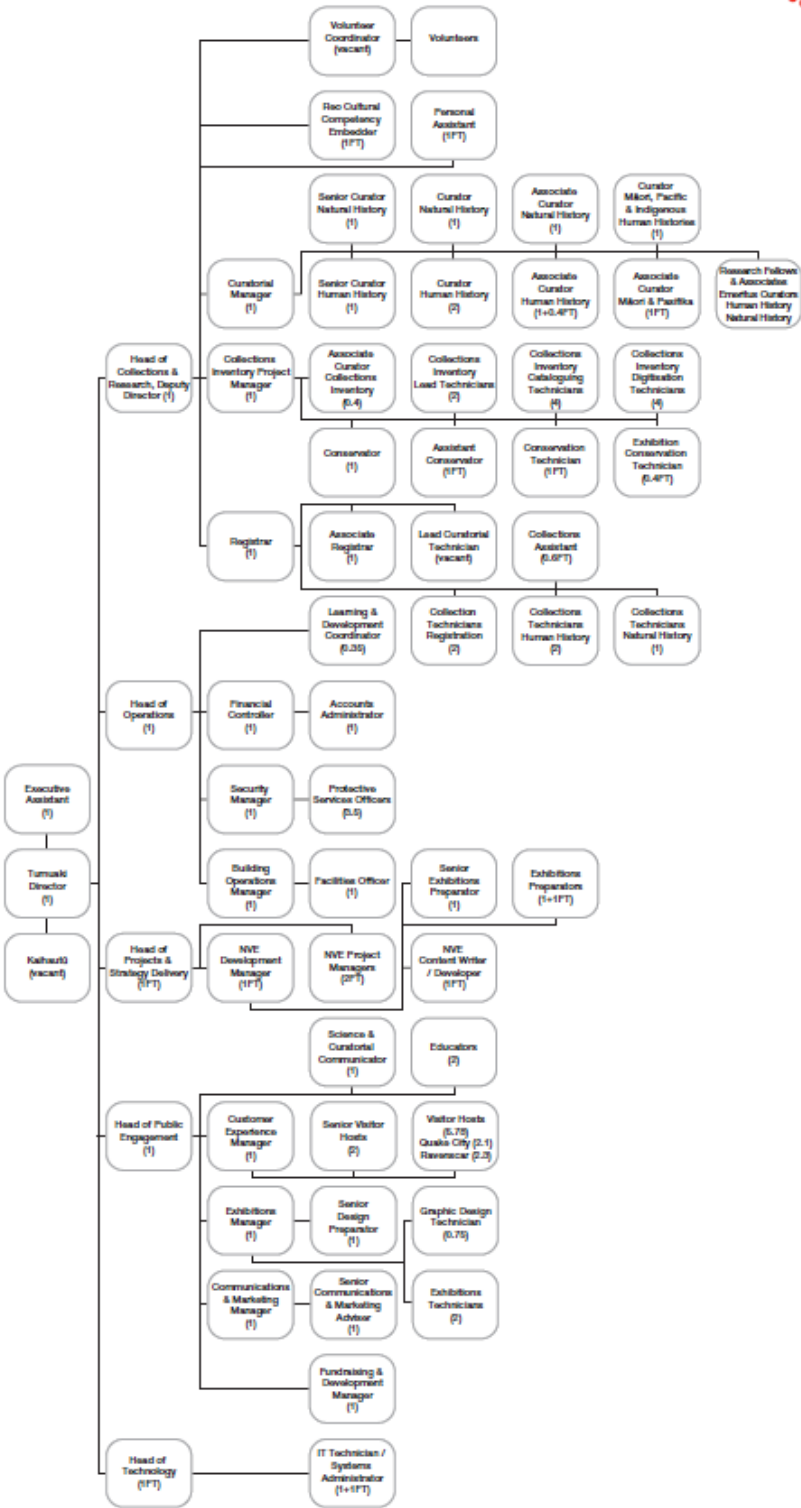 Volunteer
Coordinator
(vacant)
Volunteers
Reo Cultural
Competency
Embedder
(1FT)
Personal
Assistant
(1FT)
Senior Curator
Natural History
(1)
Curator
Natural History
(1)
Associate
Curator
Natural History
(1)
Curator
Māori, Pacific
& Indigenous
Human Histories
(1)
Curatorial
Manager
(1)
Senior Curator
Human History
(1)
Curator
Human History
(2)
Associate
Curator
Human History
(1+0.4FT)
Associate
Curator
Māori & Pasifika
(1FT)
Research Fellows
& Associates
Emeritus Curators
Human History
Natural History
Head of
Collections &
Research, Deputy
Director (1)
Collections
Inventory Project
Manager
(1)
Associate
Curator
Collections
Inventory
(0.4)
Collections
Inventory
Lead Technicians
(2)
Collections
Inventory
Cataloguing
Technicians
(4)
Collections
Inventory
Digitisation
Technicians
(4)
Conservator
(1)
Assistant
Conservator
(1FT)
Conservation
Technician
(1FT)
Exhibition
Conservation
Technician
(0.4FT)
Registrar
(1)
Associate
Registrar
(1)
Lead Curatorial
Technician
(vacant)
Collections
Assistant
(0.6FT)
Learning &
Development
Coordinator
(0.35)
Collection
Technicians
Registration
(2)
Collections
Technicians
Human History
(2)
Collections
Technicians
Natural History
(1)
Head of
Operations
(1)
Financial
Controller
(1)
Accounts
Administrator
(1)
Executive
Assistant
(1)
Security
Manager
(1)
Protective
Services Officers
(3.5)
Tumuaki
Director
(1)
Building
Operations
Manager
(1)
Facilities Officer
(1)
Senior
Exhibitions
Preparator
(1)
Exhibitions
Preparators
(1+1FT)
Kaihautū
(vacant)
Head of
Projects &
Strategy Delivery
(1FT)
NVE
Development
Manager
(1FT)
NVE Project
Managers
(2FT)
NVE
Content Writer
/ Developer
(1FT)
Science &
Curatorial
Communicator
(1)
Educators
(2)
Head of Public
Engagement
(1)
Customer
Experience
Manager
(1)
Senior Visitor
Hosts
(2)
Visitor Hosts
(5.75)
Quake City (2.1)
Ravenscar (2.3)
Exhibitions
Manager
(1)
Senior
Design
Preparator
(1)
Graphic Design
Technician
(0.75)
Communications
& Marketing
Manager
(1)
Senior
Communications
& Marketing
Adviser
(1)
Exhibitions
Technicians
(2)
Fundraising &
Development
Manager
(1)
Head of
Technology
(1FT)
IT Technician /
Systems
Administrator
(1+1FT)